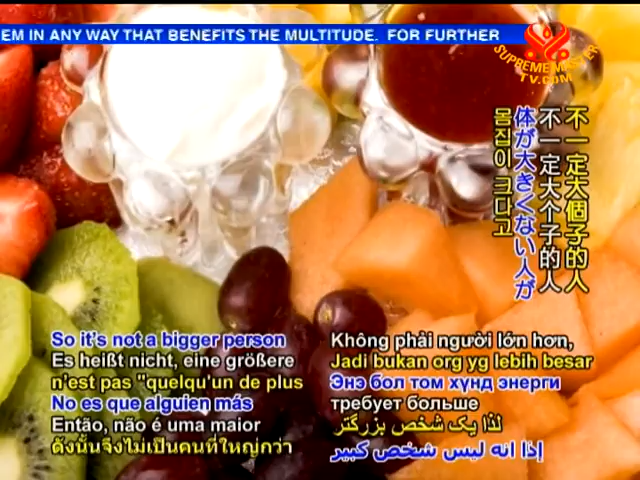 EM IN ANY WAY THAT BENEFITS THE MULTITUDE. FOR FURTHER
SUPREME MASTER
TV.COM
不一定大個子的人
不一定大个子的人
体が大きくない人が
몸집이 크다고
So it's not a bigger person
Es heißt nicht, eine größere
n'est pas "quelqu'un de plus
No es que alguien más
Então, não é uma maior
ดังนั้นจึงไม่เป็นคนที่ใหญ่กว่า
Không phải người lớn hơn,
Jadi bukan org yg lebih besar
Энэ бол том хүнд энерги
требует больше
لذا یک شخص بزرگتر
إذا انه ليس شخص كبير